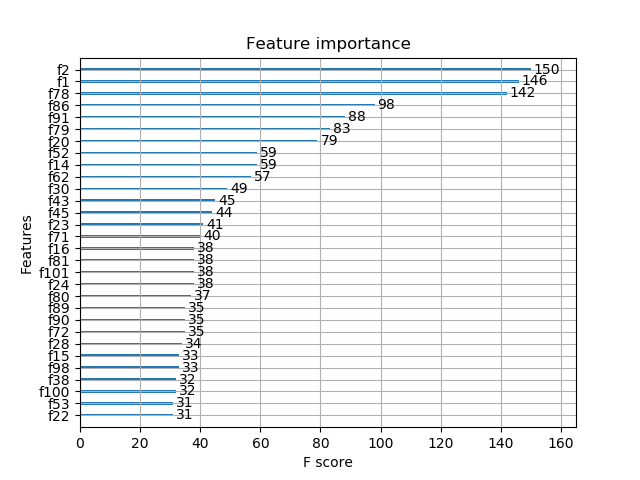 Feature importance
f2 150
f1 146
f78 142
f86 98
f91 88
f79 83
f20 79
f52 59
f14 59
f62 57
f30 49
f43 45
f45 44
f23 41
f71 40
f16 38
f81 38
f101 38
f24 38
f80 37
f89 35
f90 35
f72 35
f28 34
f15 33
f98 33
f38 32
f100 32
f53 31
f22 31
Features
0 20 40 60 80 100 120 140 160
F score